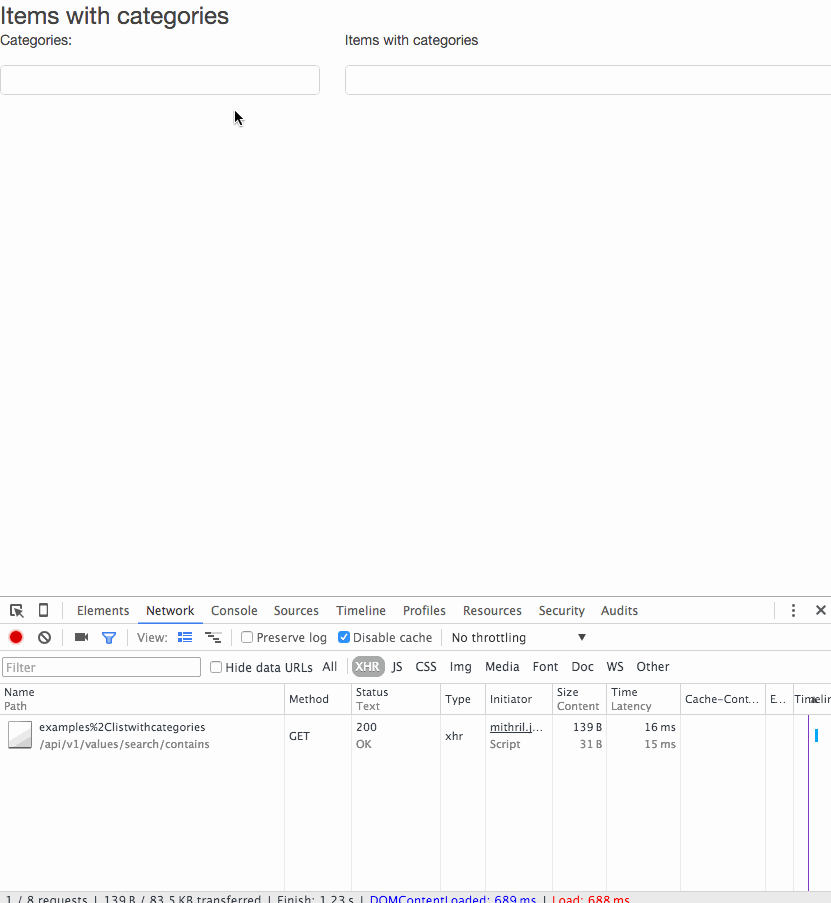 Items with categories
Categories: Items with categories
Elements Network Console Sources Timeline Profiles Resources Security Audits
View: Preserve log Disable cache No throttling
Filter Hide data URLs All XHR JS CSS Img Media Font Doc WS Other
Name Method Status Type Initiator Size Time Cache-Cont... E...
Path Text Content Latency
examples%2Clistwithcategories GET 200 xhr mithril.j... 139 B 16 ms
/api/v1/values/search/contains OK Script 31 B 15 ms
1 / 8 requests | 139 B / 83.5 KB transferred | Finish: 1.23 s | DOMContentLoaded: 689 ms | Load: 688 ms